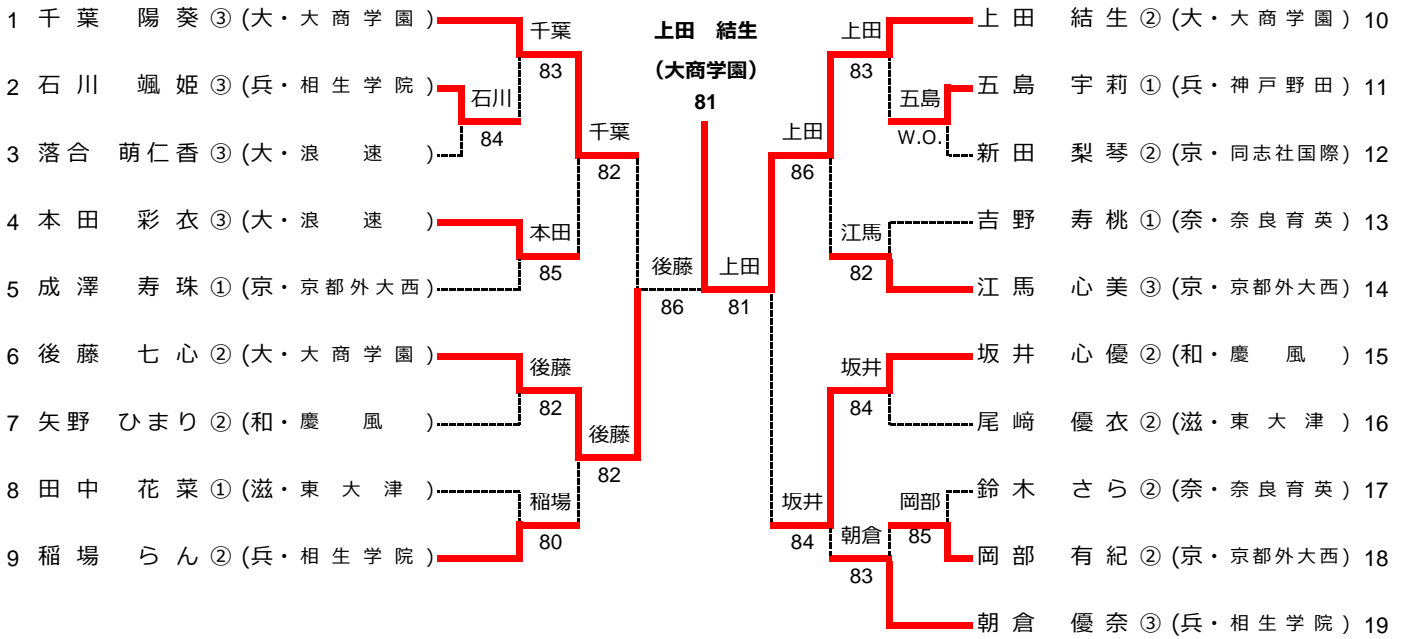 1 千葉 陽葵 ③ (大・大商学園)
2 石川 颯姫 ③ (兵・相生学院)
3 落合 萌仁香 ③ (大・浪速)
4 本田 彩衣 ③ (大・浪速)
5 成澤 寿珠 ① (京・京都外大西)
6 後藤 七心 ② (大・大商学園)
7 矢野 ひまり ② (和・慶風)
8 田中 花菜 ① (滋・東大津)
9 稲場 らん ② (兵・相生学院)
千葉
83
石川
84
本田
85
後藤
82
稲場
80
千葉
82
後藤
82
後藤
86
上田 結生
(大商学園)
81
上田
81
上田
86
坂井
84
上田
83
五島
W.O.
江馬
82
坂井
84
岡部
85
朝倉
83
上田 結生 ② (大・大商学園) 10
五島 宇莉 ① (兵・神戸野田) 11
新田 梨琴 ② (京・同志社国際) 12
吉野 寿桃 ① (奈・奈良育英) 13
江馬 心美 ③ (京・京都外大西) 14
坂井 心優 ② (和・慶風) 15
尾﨑 優衣 ② (滋・東大津) 16
鈴木 さら ② (奈・奈良育英) 17
岡部 有紀 ② (京・京都外大西) 18
朝倉 優奈 ③ (兵・相生学院) 19